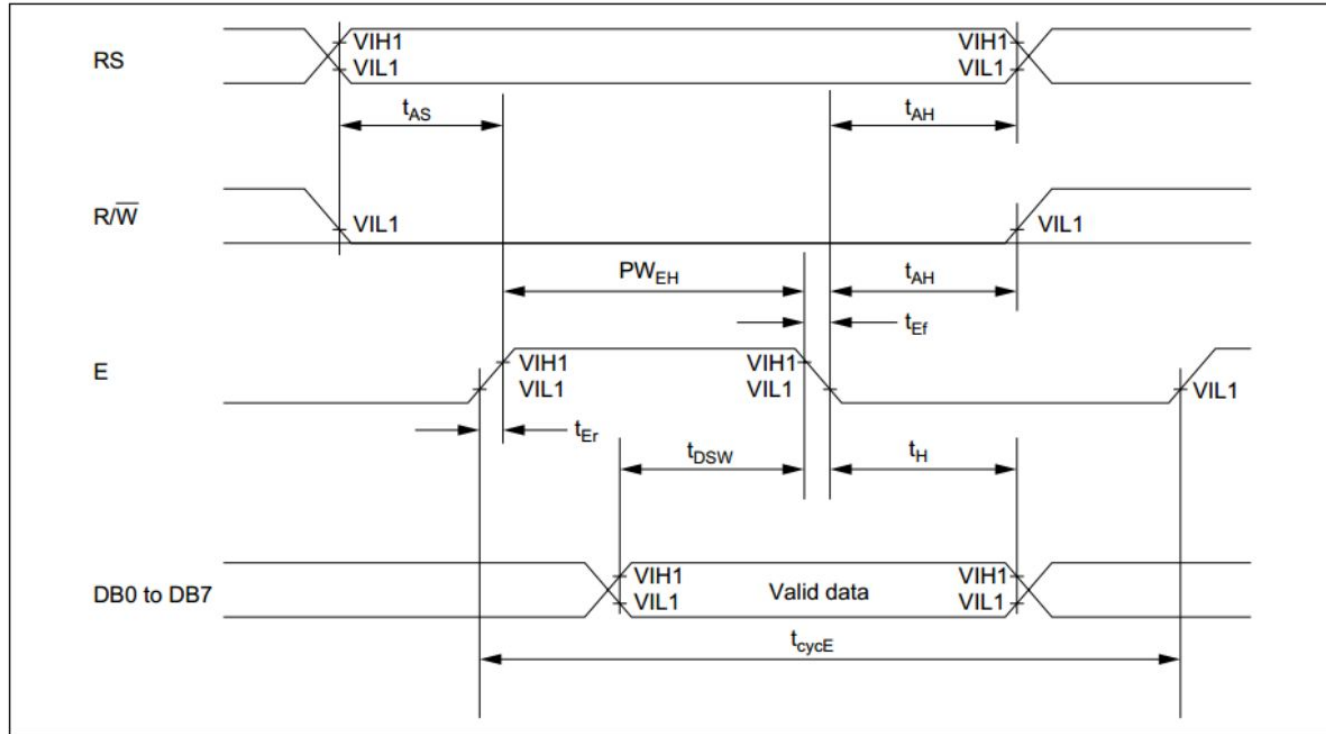 RS VIH1 VIH1
VIL1 VIL1
tAS tAH
R/W̅ VIL1 VIL1
PWEH tAH
tEf
E VIH1 VIH1
VIL1 VIL1 VIL1
tEr
tDSW tH
DB0 to DB7 VIH1 Valid data VIH1
VIL1 VIL1
tcycE